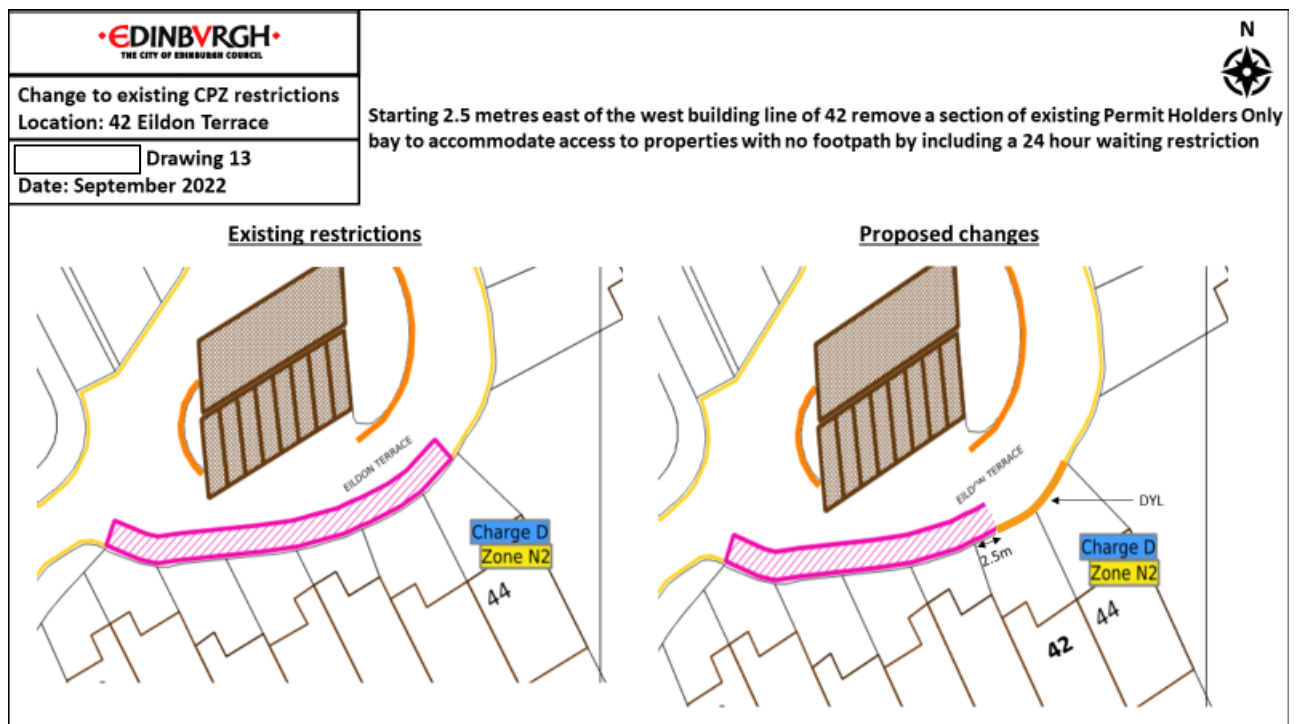 EDINBVRGH
THE CITY OF EDINBURGH COUNCIL
Change to existing CPZ restrictions
Location: 42 Eildon Terrace
Drawing 13
Date: September 2022
Starting 2.5 metres east of the west building line of 42 remove a section of existing Permit Holders Only
bay to accommodate access to properties with no footpath by including a 24 hour waiting restriction
N
Existing restrictions
EILDON TERRACE
Charge D
Zone N2
44
Proposed changes
EILDON TERRACE
DYL
2.5m
Charge D
Zone N2
44
42